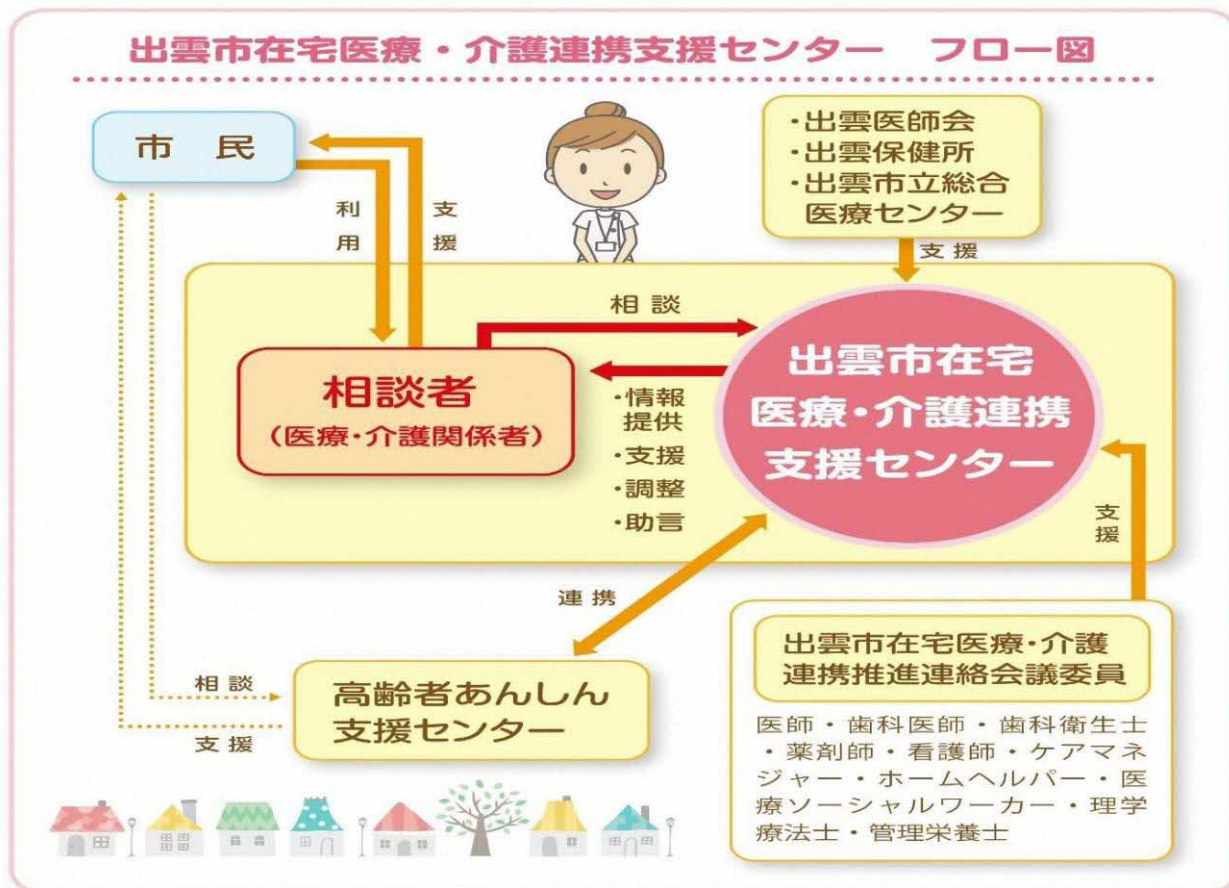 出雲市在宅医療・介護連携支援センター　フロー図
市　民
・出雲医師会
・出雲保健所
・出雲市立総合
医療センター
利用
支援
支援
相談
相談者
（医療・介護関係者）
・情報
提供
・支援
・調整
・助言
出雲市在宅
医療・介護連携
支援センター
支援
連携
相談
支援
高齢者あんしん
支援センター
出雲市在宅医療・介護
連携推進連絡会議委員
医師・歯科医師・歯科衛生士
・薬剤師・看護師・ケアマネ
ジャー・ホームヘルパー・医
療ソーシャルワーカー・理学
療法士・管理栄養士